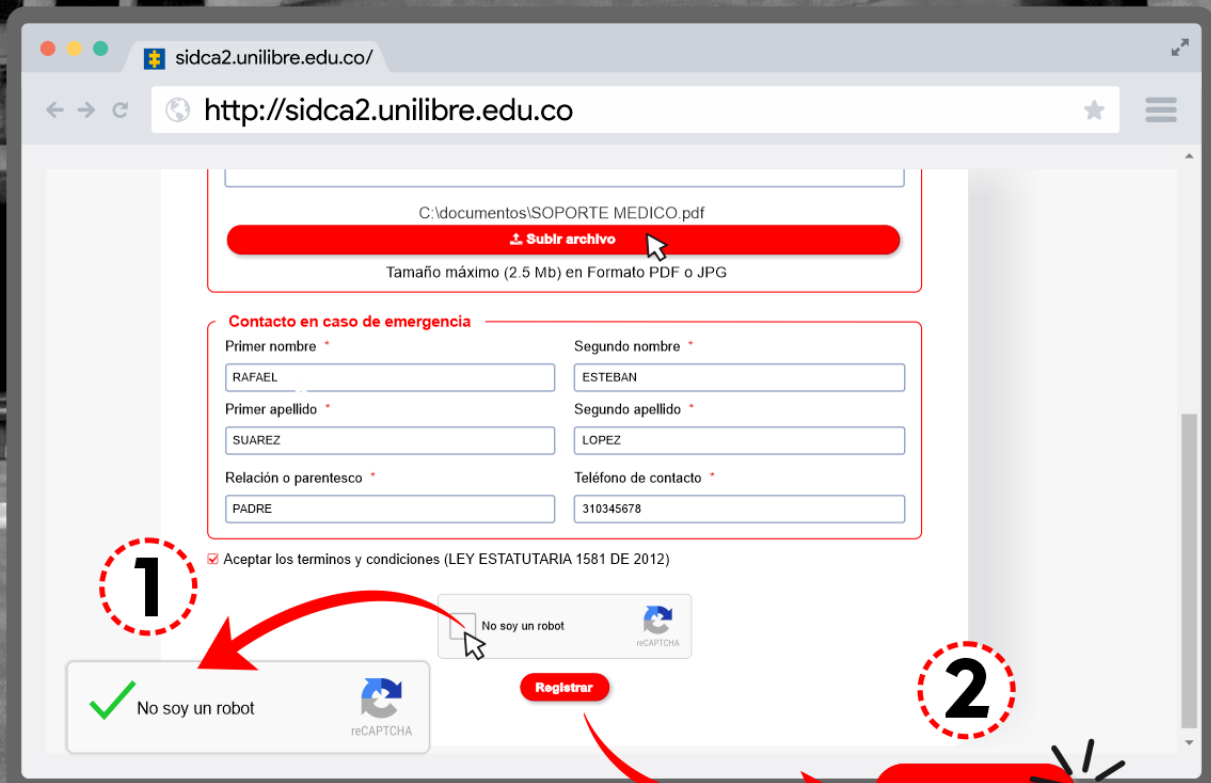 sidca2.unilibre.edu.co/
http://sidca2.unilibre.edu.co
C:\documentos\SOPORTE MEDICO.pdf
Subir archivo
Tamaño máximo (2.5 Mb) en Formato PDF o JPG
Contacto en caso de emergencia
Primer nombre * Segundo nombre *
RAFAEL ESTEBAN
Primer apellido * Segundo apellido *
SUAREZ LOPEZ
Relación o parentesco * Teléfono de contacto *
PADRE 310345678
Aceptar los terminos y condiciones (LEY ESTATUTARIA 1581 DE 2012)
1
No soy un robot
reCAPTCHA
Registrar
2
No soy un robot
reCAPTCHA